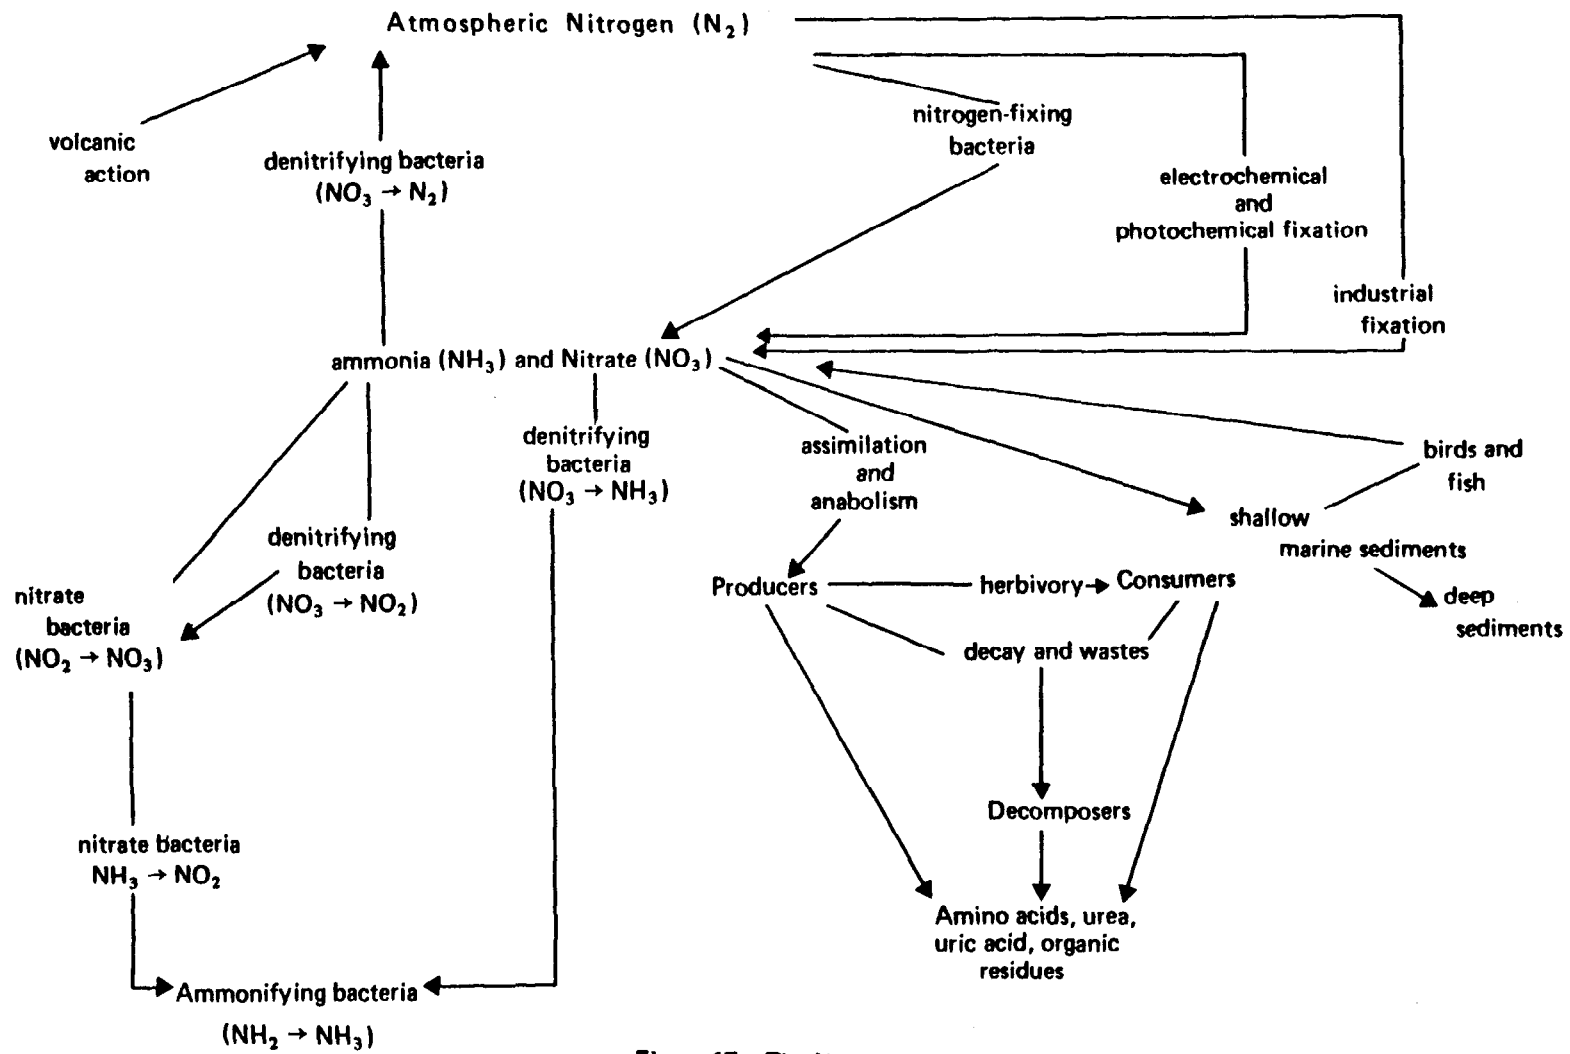 Atmospheric Nitrogen (N₂)
volcanic
action
denitrifying bacteria
(NO₃ → N₂)
nitrogen-fixing
bacteria
electrochemical
and
photochemical fixation
industrial
fixation
ammonia (NH₃) and Nitrate (NO₃)
denitrifying
bacteria
(NO₃ → NH₃)
assimilation
and
anabolism
birds and
fish
shallow
marine sediments
deep
sediments
denitrifying
bacteria
(NO₃ → NO₂)
nitrate
bacteria
(NO₂ → NO₃)
Producers
herbivory
Consumers
decay and wastes
nitrate bacteria
NH₃ → NO₂
Decomposers
Amino acids, urea,
uric acid, organic
residues
Ammonifying bacteria
(NH₂ → NH₃)